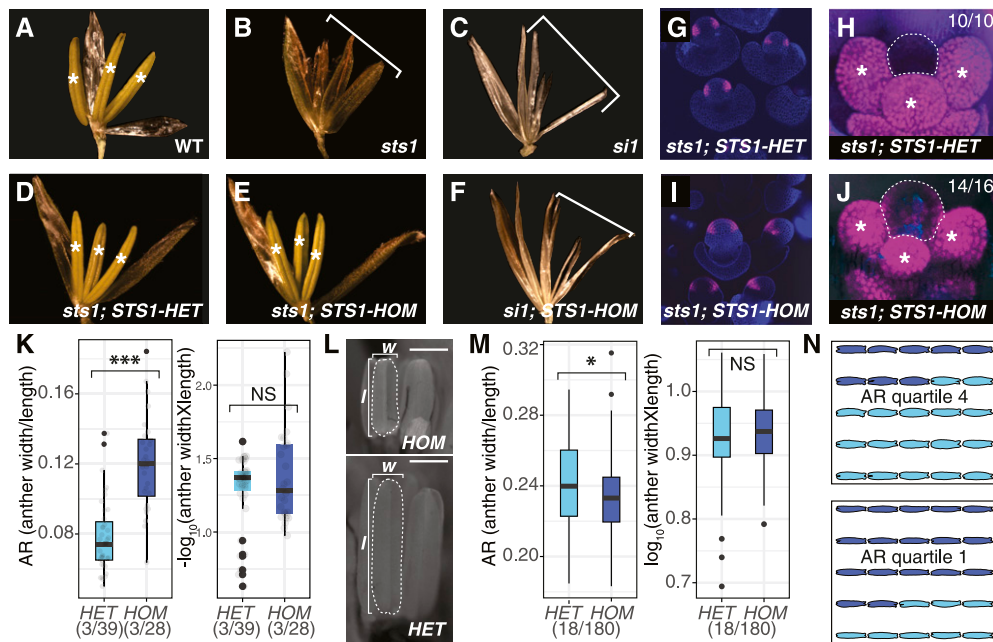 A
WT
B
sts1
C
si1
G
sts1; STS1-HET
H
10/10
sts1; STS1-HET
D
sts1; STS1-HET
E
sts1; STS1-HOM
F
si1; STS1-HOM
I
sts1; STS1-HOM
J
14/16
sts1; STS1-HOM
K
AR (anther width/length)
0.16
0.12
0.08
***
HET HOM
(3/39)(3/28)
-log10(anther widthXlength)
2.0
1.5
1.0
NS
HET HOM
(3/39) (3/28)
L
w
l
HOM
w
l
HET
M
AR (anther width/length)
0.32
0.28
0.24
0.20
*
HET HOM
(18/180)
log10(anther widthXlength)
1.0
0.9
0.8
0.7
NS
HET HOM
(18/180)
N
AR quartile 4
AR quartile 1